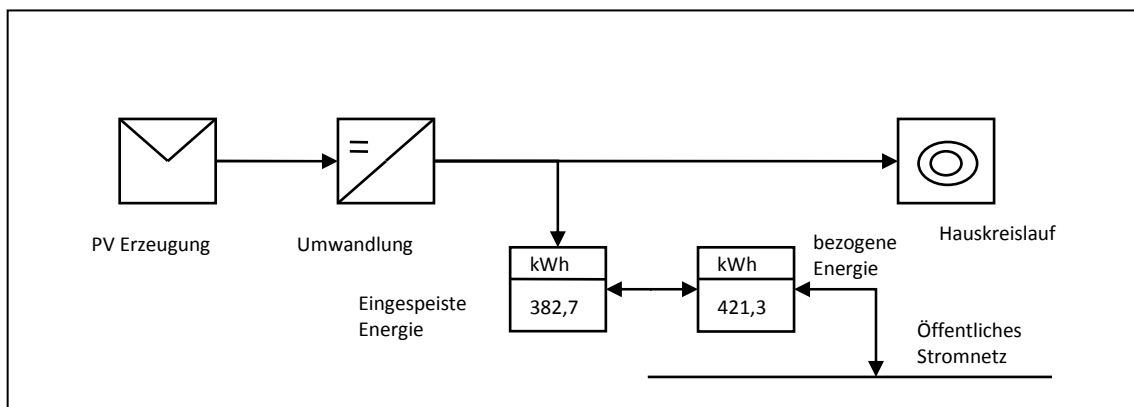 PV Erzeugung
Umwandlung
Hauskreislauf
Eingespeiste
Energie
kWh
382,7
kWh
421,3
bezogene
Energie
Öffentliches
Stromnetz